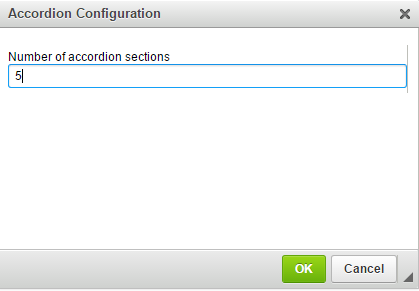 Accordion Configuration
Number of accordion sections
5
OK
Cancel